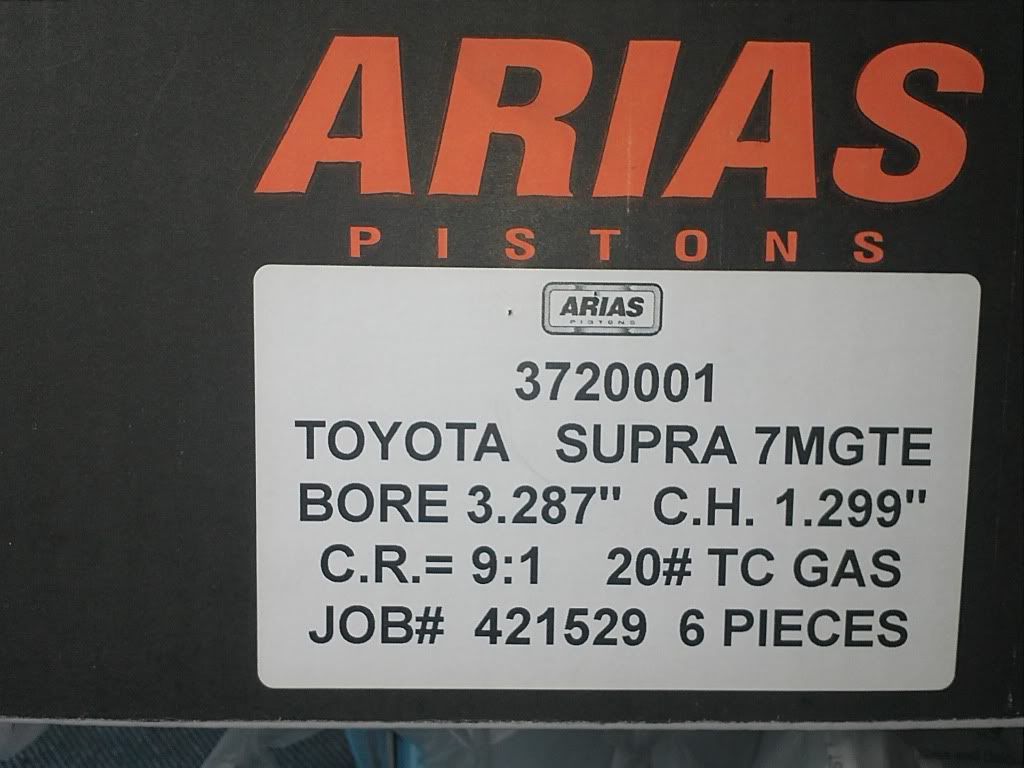 ARIAS
PISTONS
ARIAS
PISTONS
3720001
TOYOTA SUPRA 7MGTE
BORE 3.287" C.H. 1.299"
C.R.= 9:1 20# TC GAS
JOB# 421529 6 PIECES